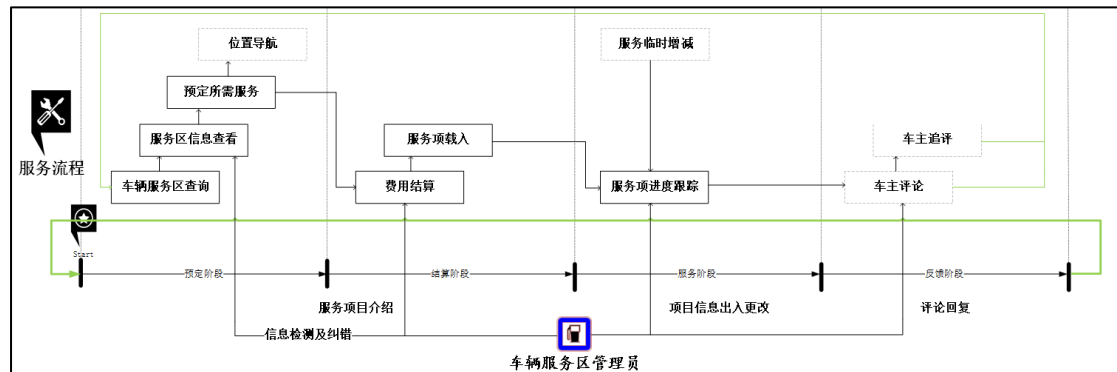 位置导航
服务临时增减
预定所需服务
服务区信息查看
服务项载入
车主追评
服务流程
车辆服务区查询
费用结算
服务项进度跟踪
车主评论
Start
预定阶段
结算阶段
服务阶段
反馈阶段
服务项目介绍
项目信息出入更改
评论回复
信息检测及纠错
车辆服务区管理员